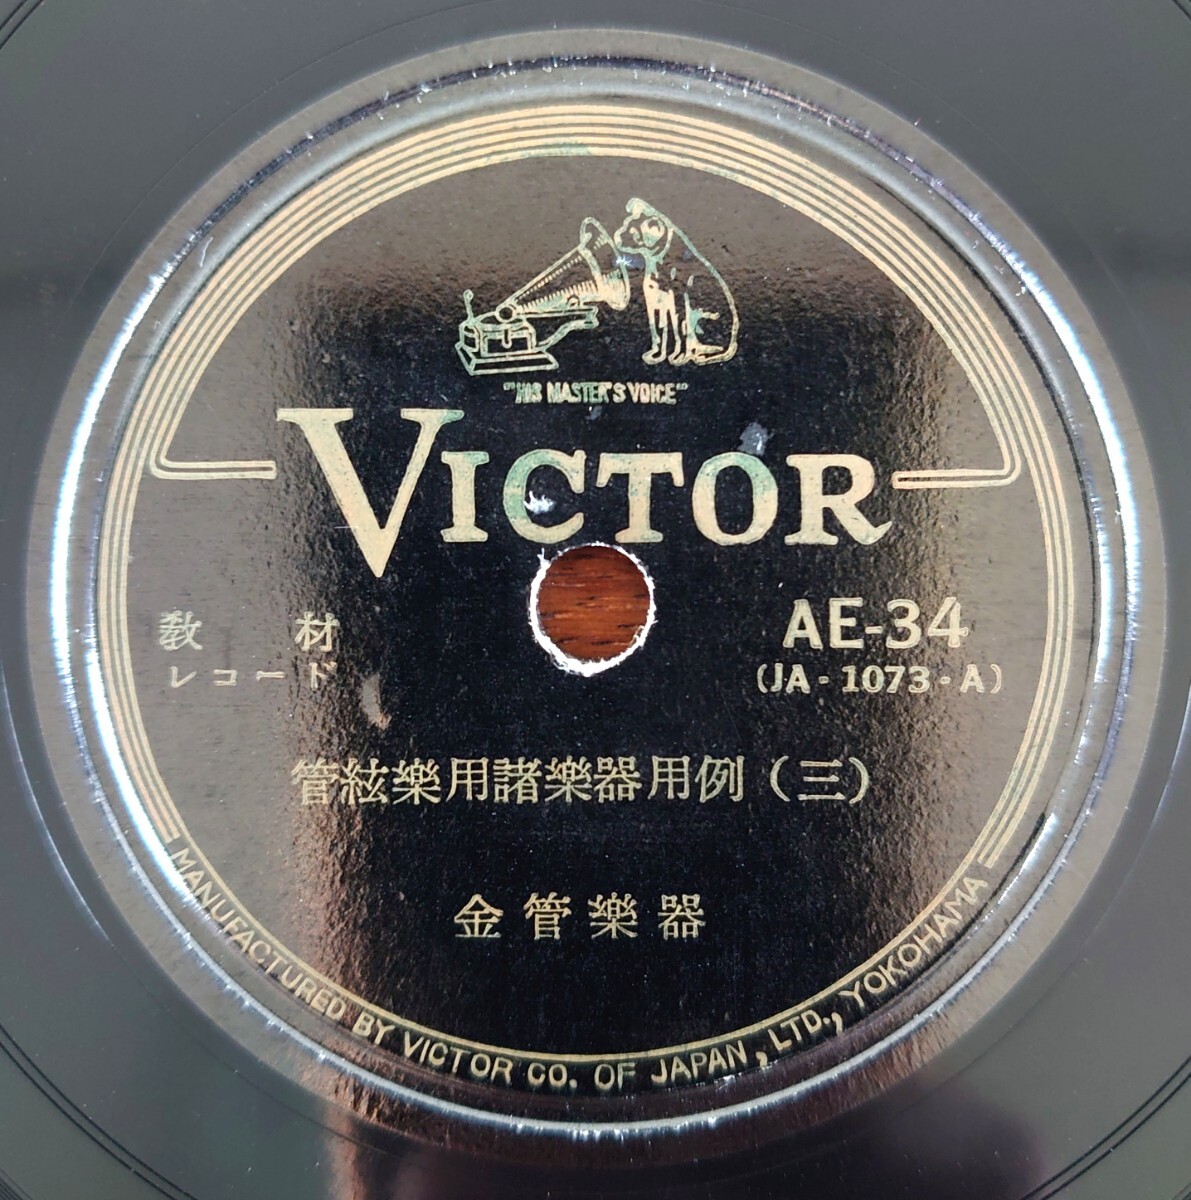 "HIS MASTER'S VOICE"
VICTOR
教材
レコード
AE-34
(JA-1073-A)
管絃樂用諸樂器用例(三)
金管樂器
MANUFACTURED BY VICTOR CO. OF JAPAN, LTD., YOKOHAMA